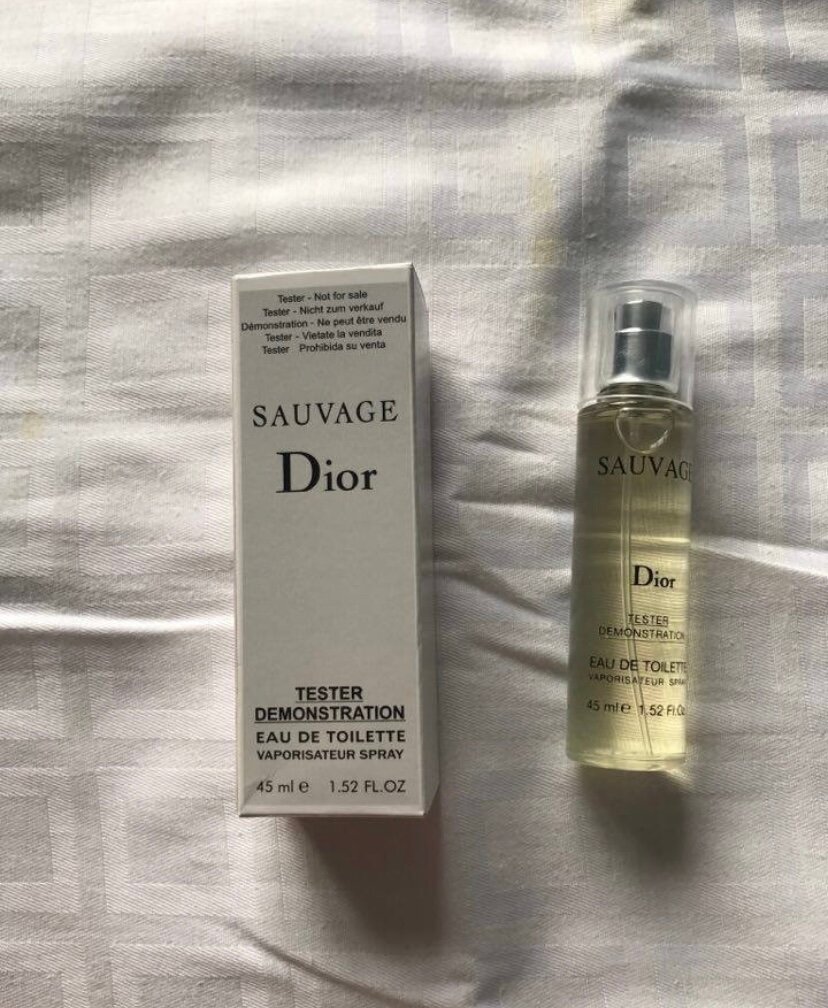 Tester - Not for sale
Tester - Nicht zum verkauf
Démonstration - Ne peut être vendu
Tester - Vietate la vendita
Tester Prohibida su venta
SAUVAGE
Dior
TESTER
DEMONSTRATION
EAU DE TOILETTE
VAPORISATEUR SPRAY
45 ml e 1.52 FL.OZ
SAUVAGE
Dior
TESTER
DEMONSTRATION
EAU DE TOILETTE
VAPORISATEUR SPRAY
45 ml e 1.52 Fl.Oz